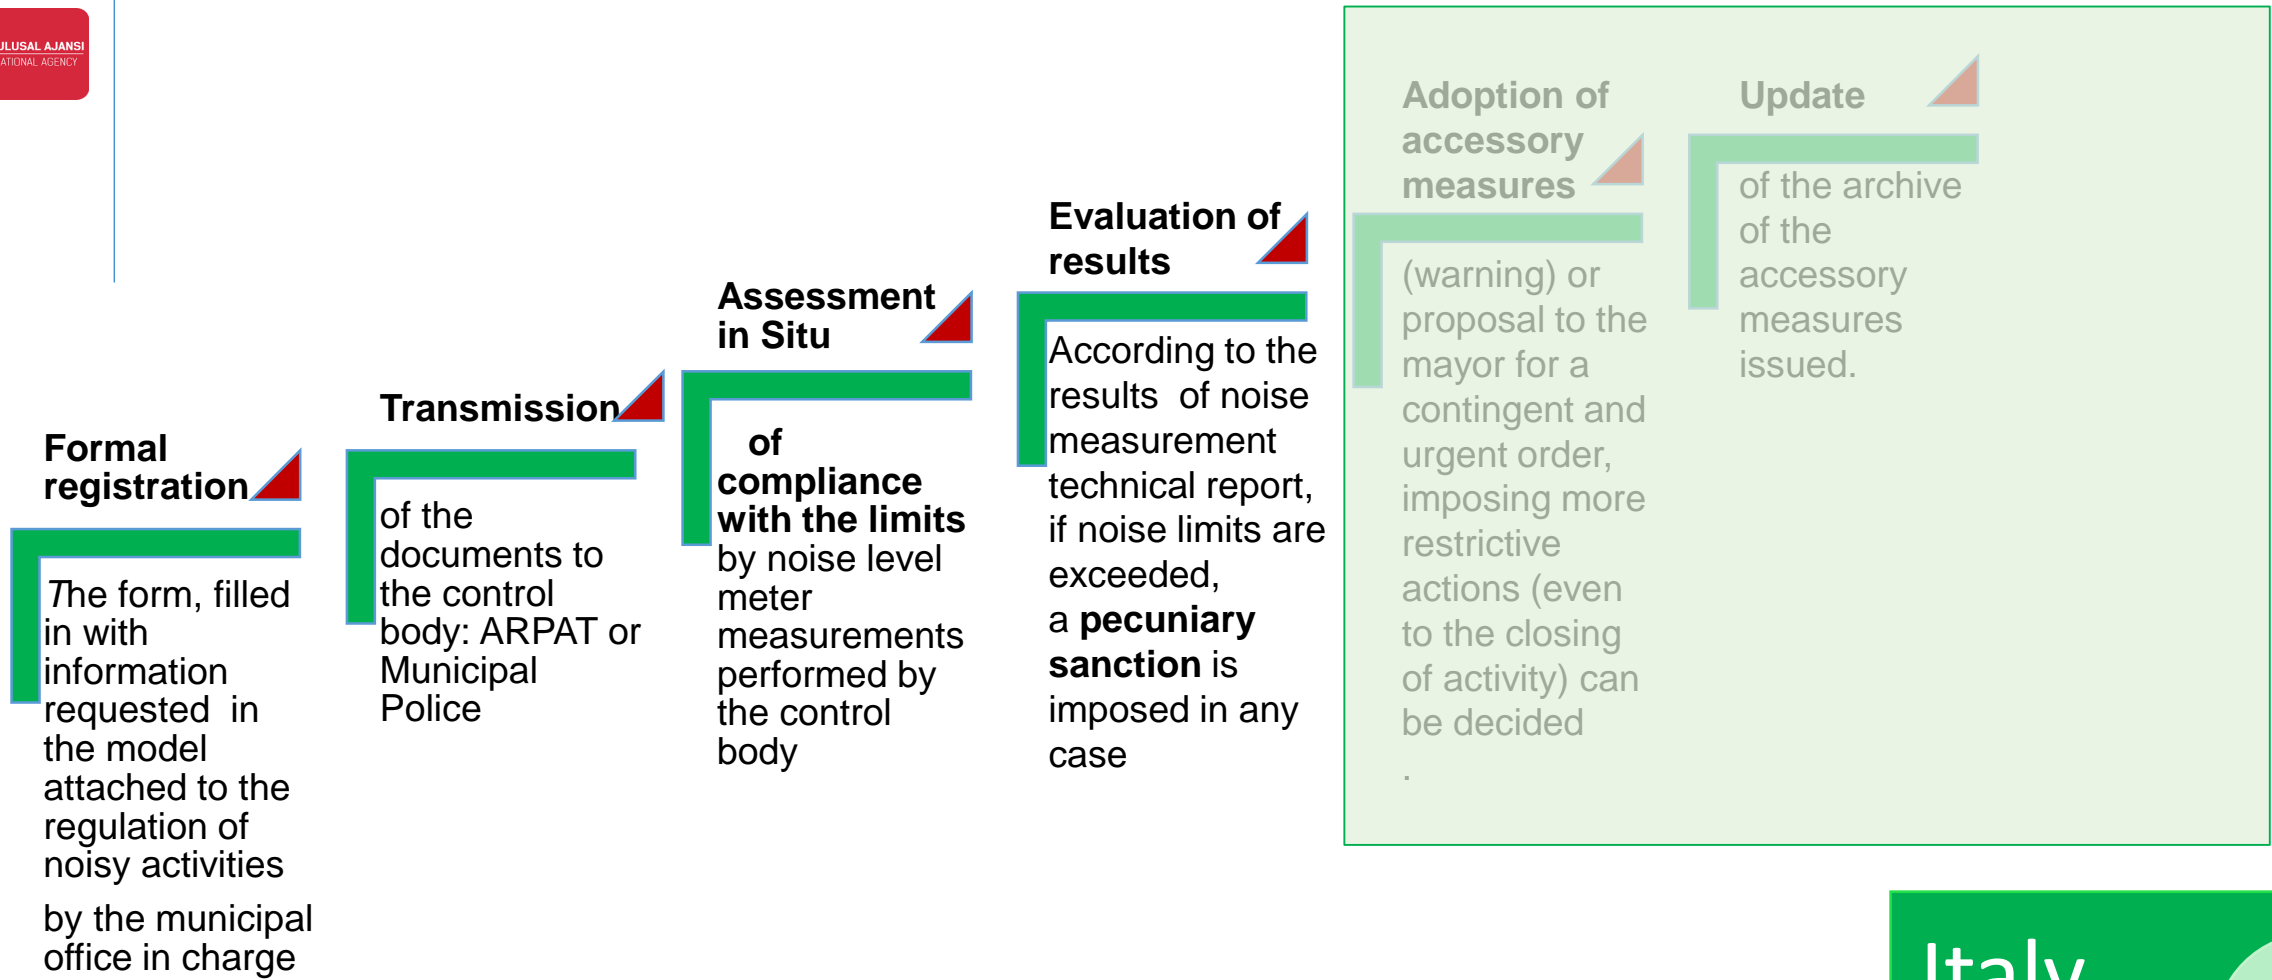 ULUSAL AJANSI
NATIONAL AGENCY
Formal
registration
The form, filled
in with
information
requested in
the model
attached to the
regulation of
noisy activities
by the municipal
office in charge
Transmission
of the
documents to
the control
body: ARPAT or
Municipal
Police
Assessment
in Situ
of
compliance
with the limits
by noise level
meter
measurements
performed by
the control
body
Evaluation of
results
According to the
results of noise
measurement
technical report,
if noise limits are
exceeded,
a pecuniary
sanction is
imposed in any
case
Adoption of
accessory
measures
(warning) or
proposal to the
mayor for a
contingent and
urgent order,
imposing more
restrictive
actions (even
to the closing
of activity) can
be decided
.
Update
of the archive
of the
accessory
measures
issued.
Italy